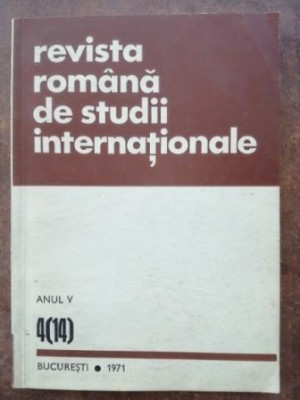 revista
română
de studii
internaționale
ANUL V
4(14)
BUCUREȘTI • 1971